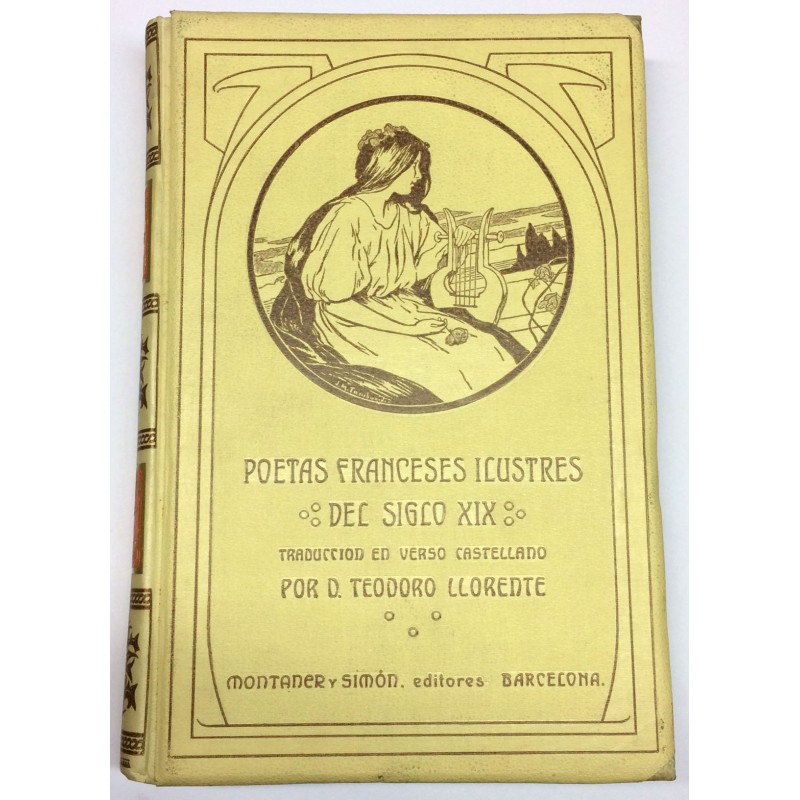 POETAS FRANCESES ILUSTRES
DEL SIGLO XIX
TRADUCCION EN VERSO CASTELLANO
POR D. TEODORO LLORENTE
MONTANER Y SIMÓN, editores BARCELONA.